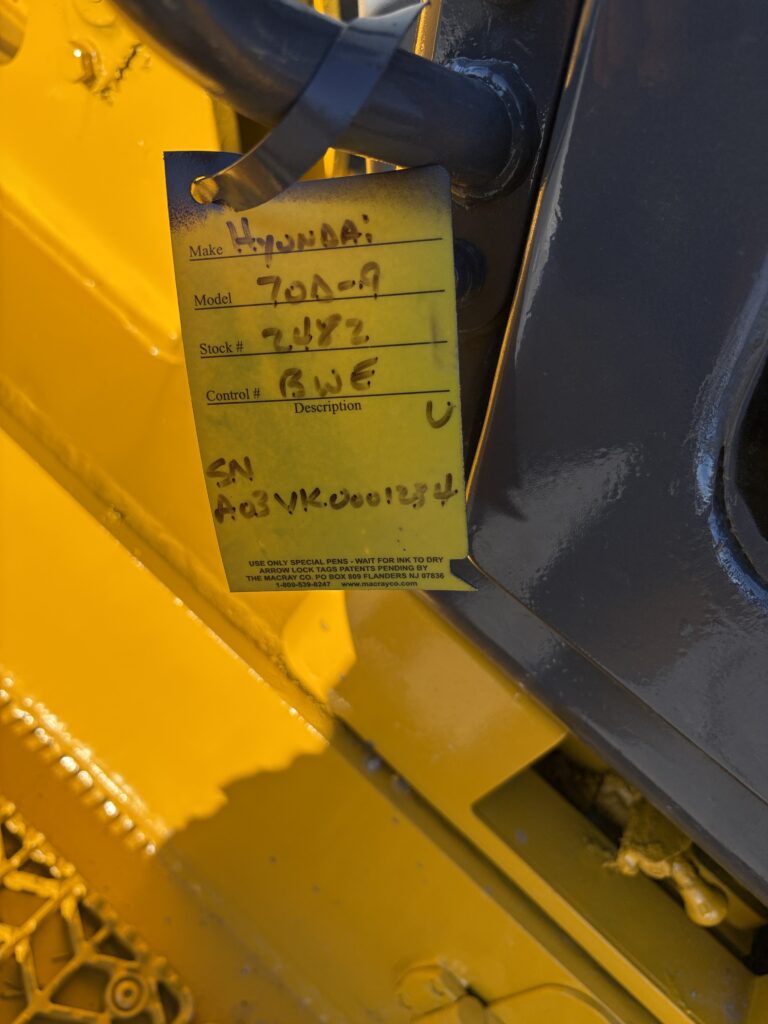 Make Hyundai
Model 70D-9
Stock # 2482
Control # BWE
Description
U
SN
A03VK0001234
USE ONLY SPECIAL PENS - WAIT FOR INK TO DRY
ARROW LOCK TAGS PATENTS PENDING BY
THE MACRAY CO. PO BOX 809 FLANDERS NJ 07836
1-800-539-6247 www.macrayco.com